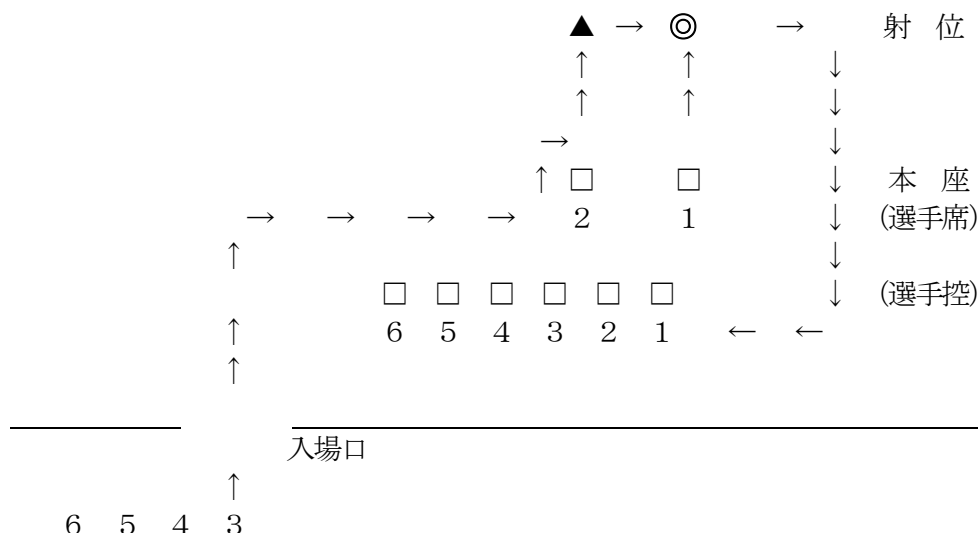 ▲ → ◎ → 射 位
↑ ↑ ↓
↑ ↑ ↓
→ ↓
↑ □ □ ↓ 本 座
→ → → → 2 1 ↓ (選手席)
↑ ↓
□ □ □ □ □ □ ↓ (選手控)
↑ 6 5 4 3 2 1 ← ←
↑
入場口
↑
6 5 4 3